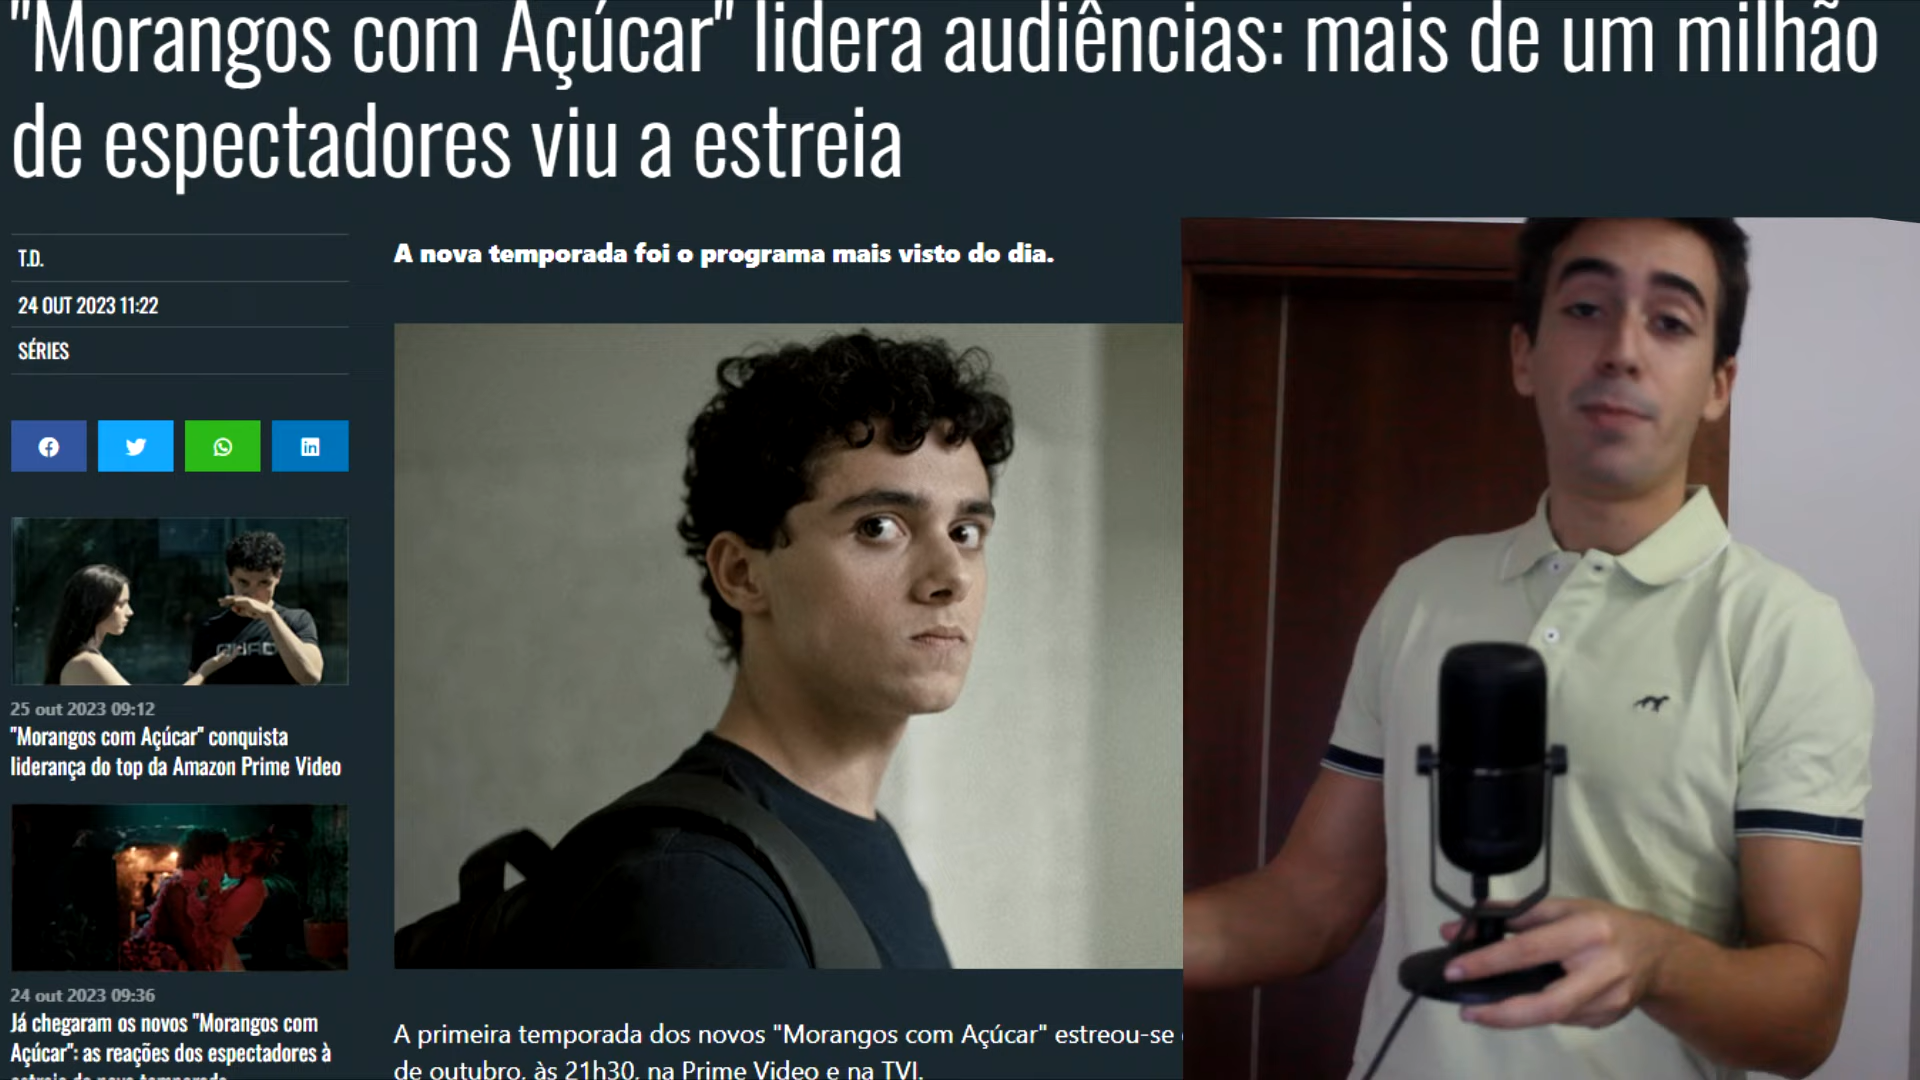 "Morangos com Açúcar" lidera audiências: mais de um milhão
de espectadores viu a estreia
T.D.
24 OUT 2023 11:22
SÉRIES
A nova temporada foi o programa mais visto do dia.
25 out 2023 09:12
"Morangos com Açúcar" conquista
liderança do top da Amazon Prime Video
24 out 2023 09:36
Já chegaram os novos "Morangos com
Açúcar": as reações dos espectadores à
estreia da nova temporada
A primeira temporada dos novos "Morangos com Açúcar" estreou-se
de outubro, às 21h30, na Prime Video e na TVI.